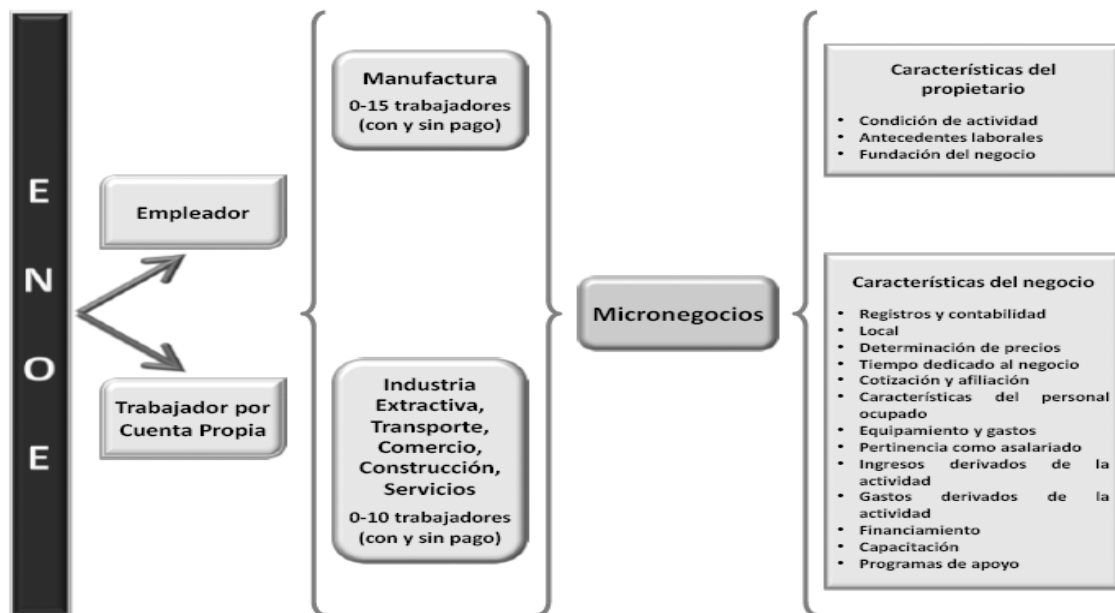 E
N
O
E
Empleador
Trabajador por
Cuenta Propia
Manufactura
0-15 trabajadores
(con y sin pago)
Industria
Extractiva,
Transporte,
Comercio,
Construcción,
Servicios
0-10 trabajadores
(con y sin pago)
Micronegocios
Características del
propietario
• Condición de actividad
• Antecedentes laborales
• Fundación del negocio
Características del negocio
• Registros y contabilidad
• Local
• Determinación de precios
• Tiempo dedicado al negocio
• Cotización y afiliación
• Características del personal
ocupado
• Equipamiento y gastos
• Pertinencia como asalariado
• Ingresos derivados de la
actividad
• Gastos derivados de la
actividad
• Financiamiento
• Capacitación
• Programas de apoyo